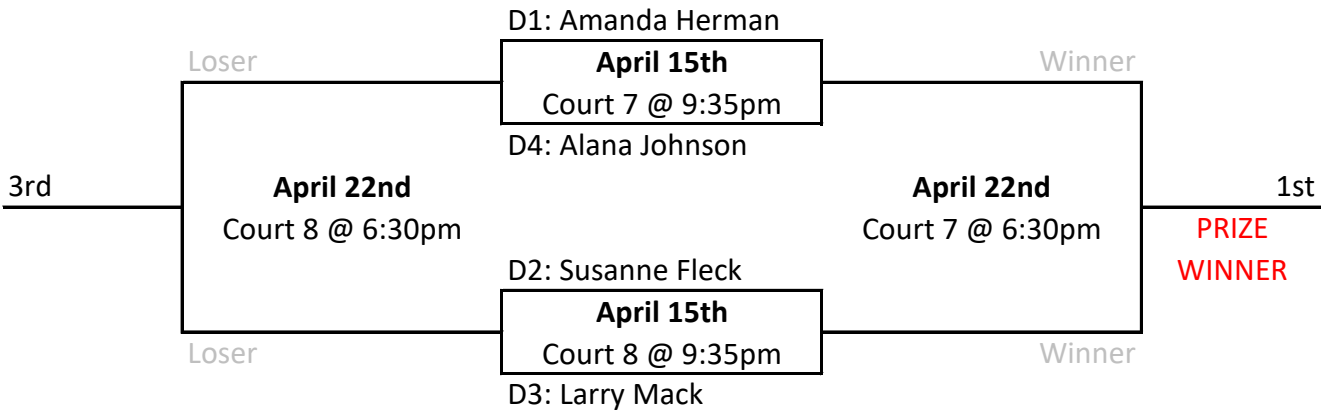 D1: Amanda Herman
Loser
April 15th
Winner
Court 7 @ 9:35pm
D4: Alana Johnson
3rd
April 22nd
April 22nd
1st
Court 8 @ 6:30pm
Court 7 @ 6:30pm
PRIZE
WINNER
D2: Susanne Fleck
April 15th
Loser
Court 8 @ 9:35pm
Winner
D3: Larry Mack